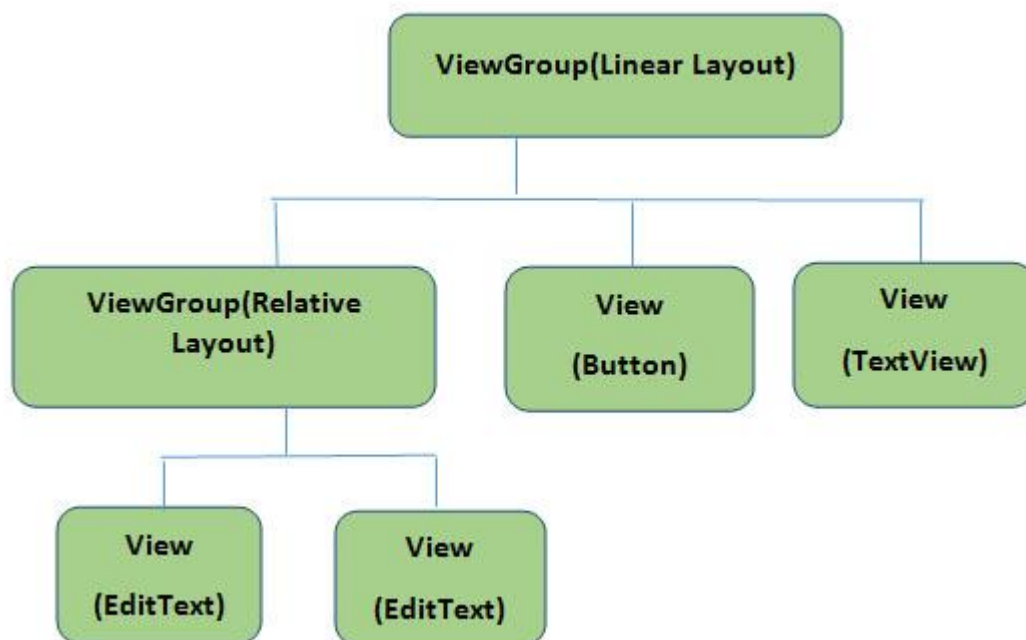 ViewGroup(Linear Layout)
ViewGroup(Relative
Layout)
View
(Button)
View
(TextView)
View
(EditText)
View
(EditText)